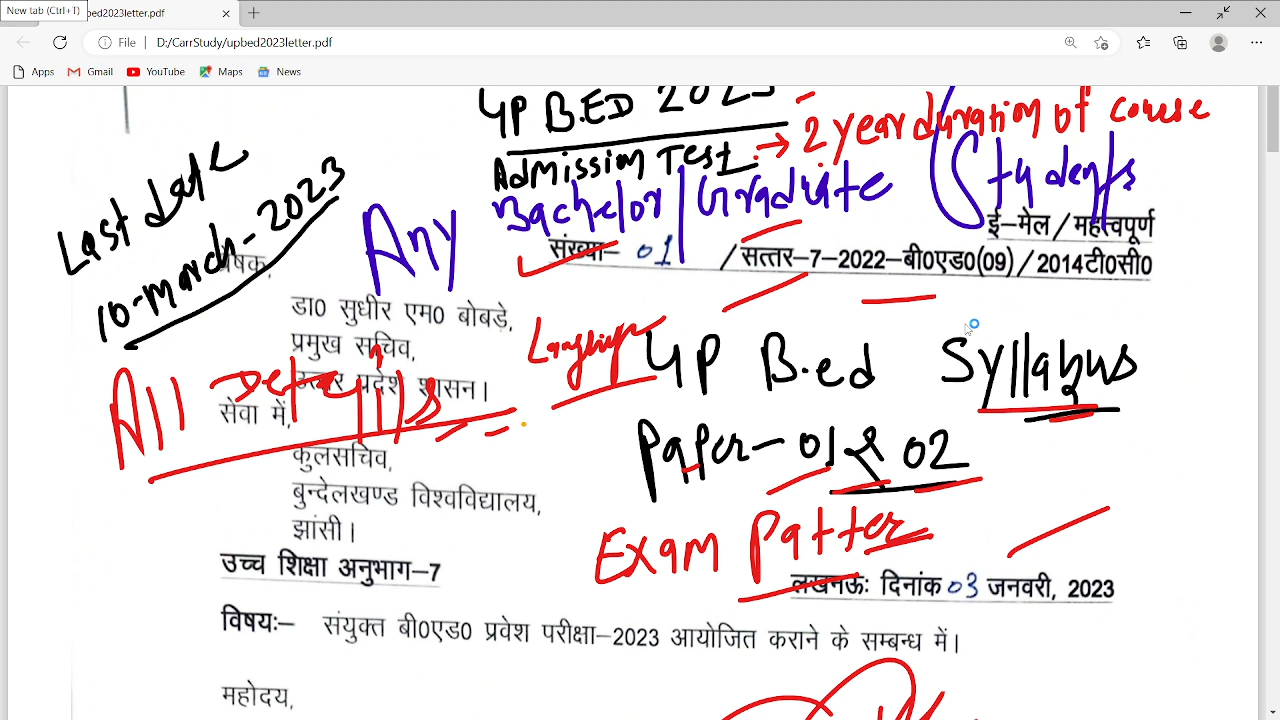 New tab (Ctrl+T)
bed2023letter.pdf
File D:/CarrStudy/upbed2023letter.pdf
Apps Gmail YouTube Maps News
UP B.ED 2023
→ 2 year duration of course
Admission Test
Last date
10-march-2023
Any Bachelor/Graduate Students
ई-मेल / महत्वपूर्ण
संख्या- 01 /सत्तर-7-2022-बी0एड0(09)/2014टी0सी0
प्रेषक,
डा0 सुधीर एम0 बोबड़े,
प्रमुख सचिव,
उत्तर प्रदेश शासन।
All Details
UP B.ed Syllabus
सेवा में,
Paper-01 & 02
कुलसचिव,
बुन्देलखण्ड विश्वविद्यालय,
झांसी।
Exam Patter
उच्च शिक्षा अनुभाग-7
लखनऊः दिनांक 03 जनवरी, 2023
विषयः- संयुक्त बी0एड0 प्रवेश परीक्षा-2023 आयोजित कराने के सम्बन्ध में।
महोदय,